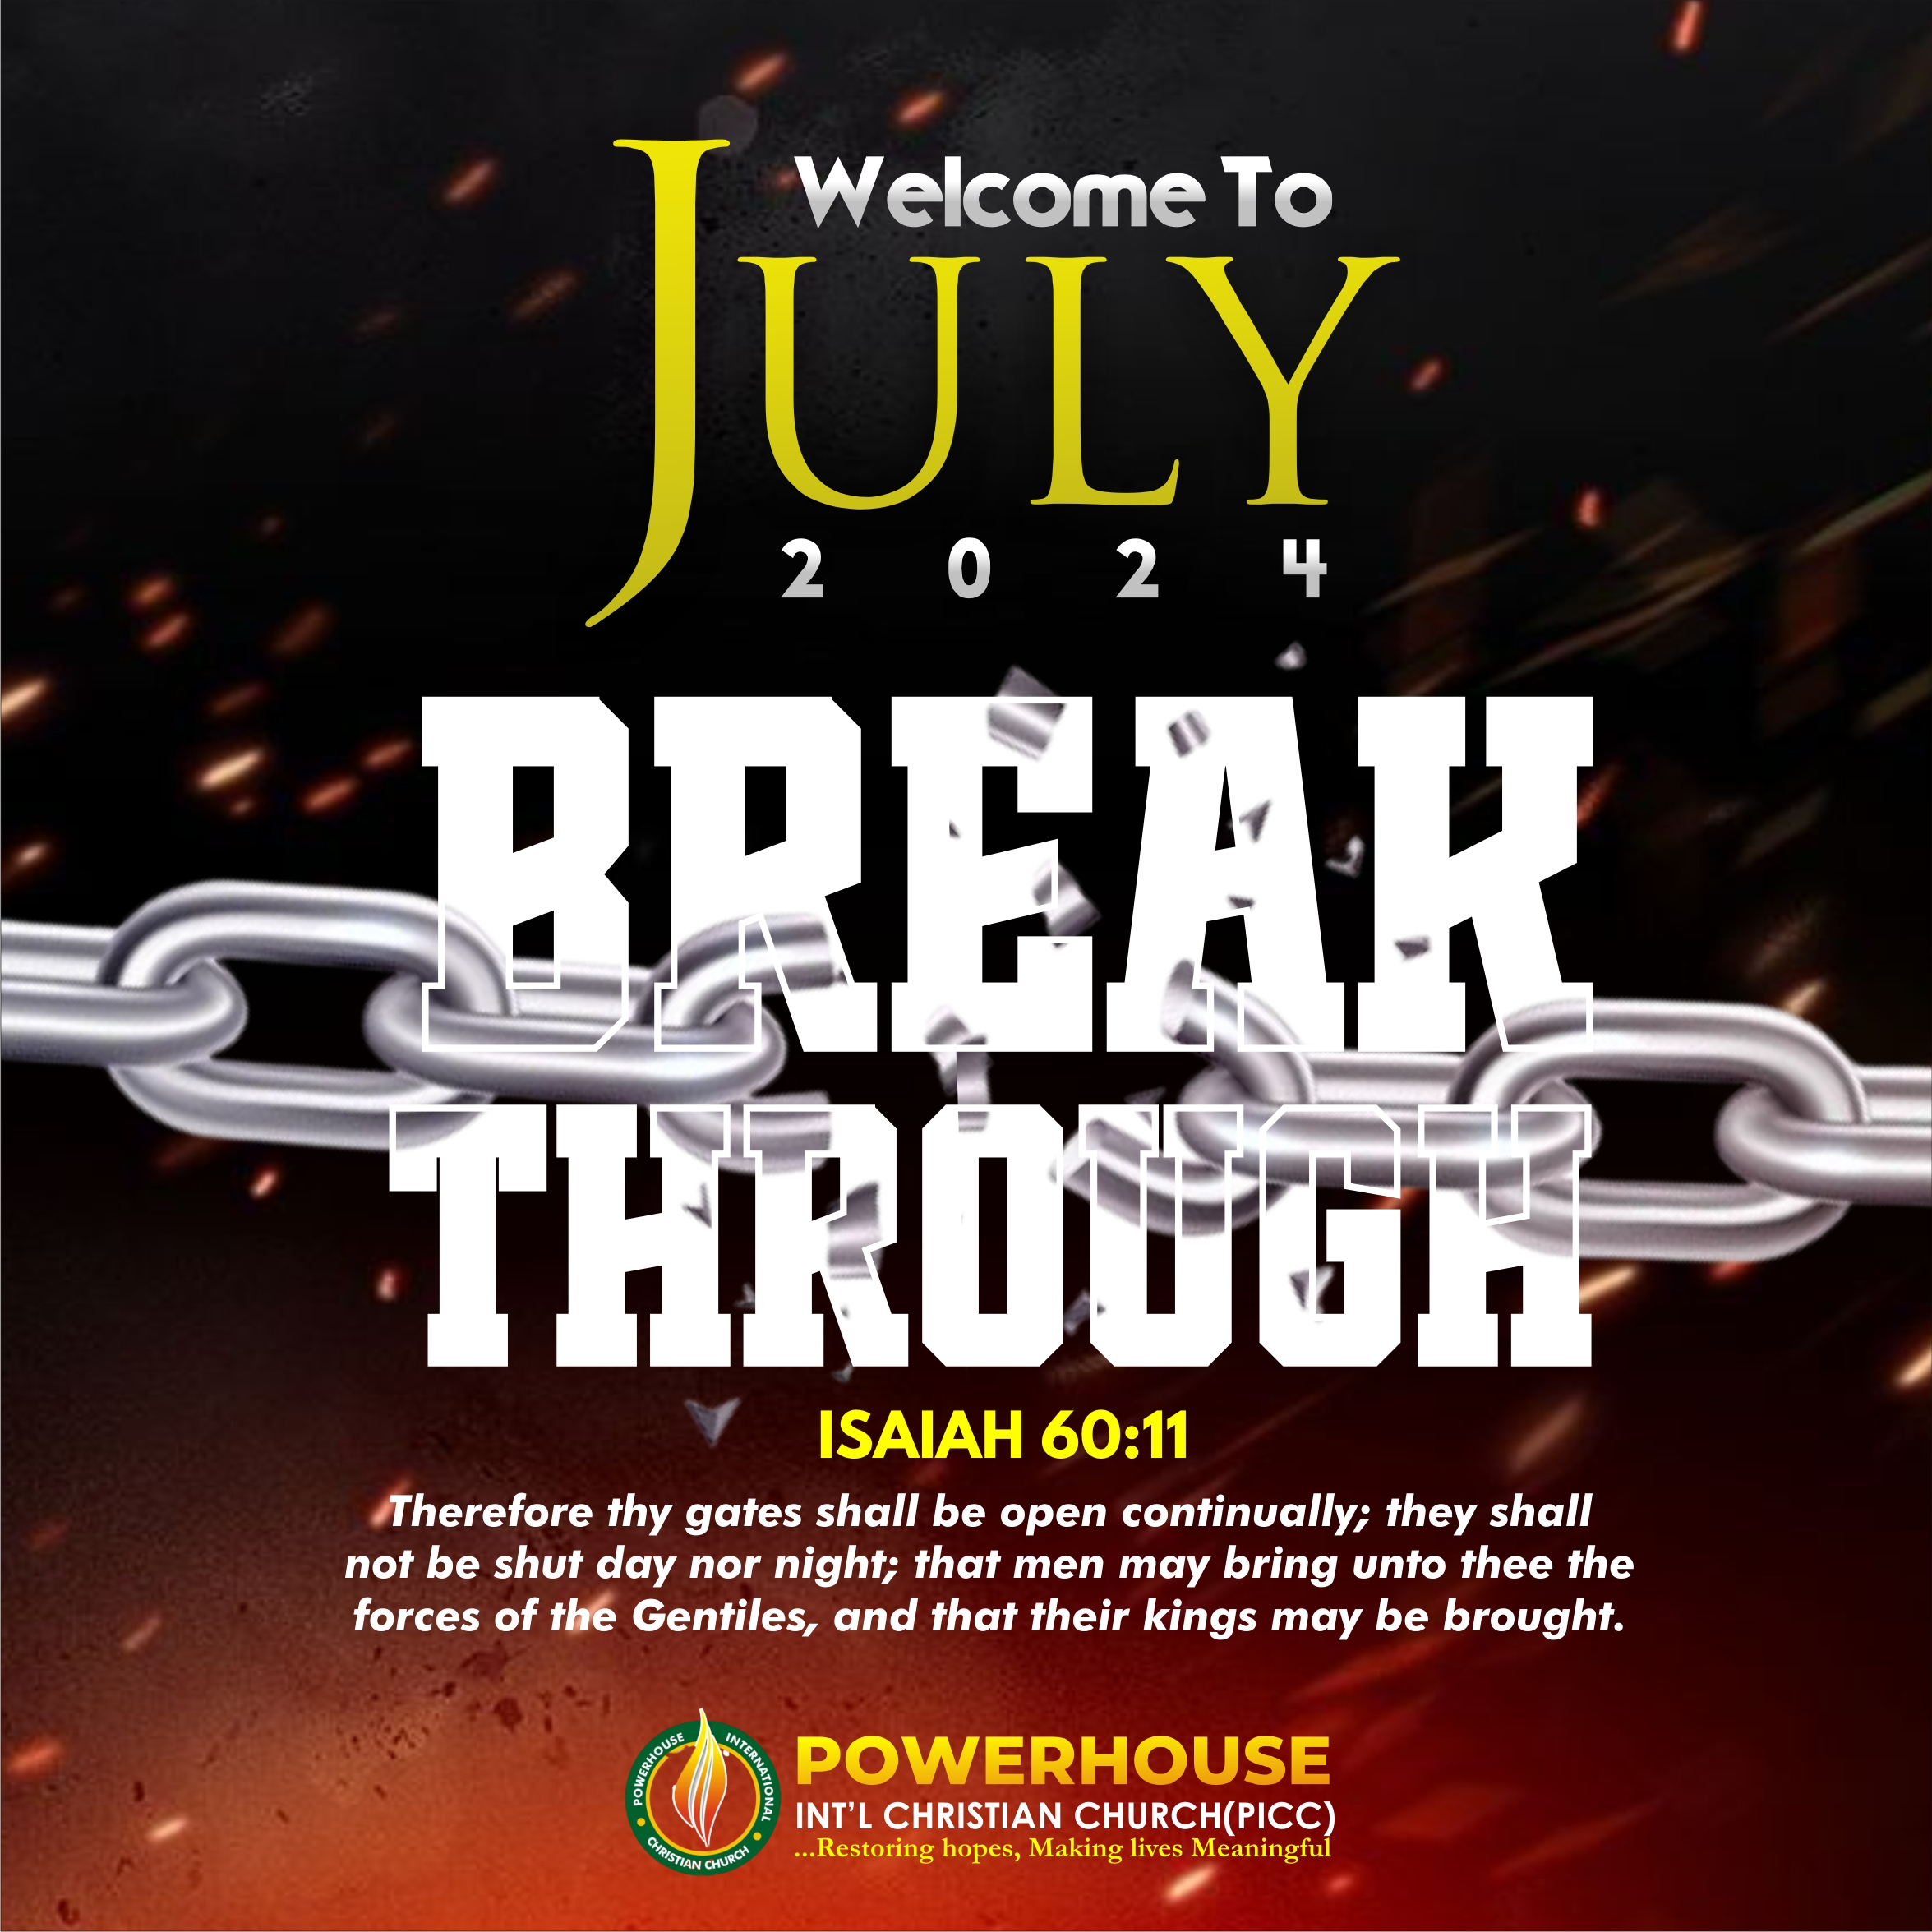 Welcome To
JULY
2024
BREAK
THROUGH
ISAIAH 60:11
Therefore thy gates shall be open continually; they shall
not be shut day nor night; that men may bring unto thee the
forces of the Gentiles, and that their kings may be brought.
POWERHOUSE INTERNATIONAL
CHRISTIAN CHURCH
POWERHOUSE
INT'L CHRISTIAN CHURCH(PICC)
...Restoring hopes, Making lives Meaningful